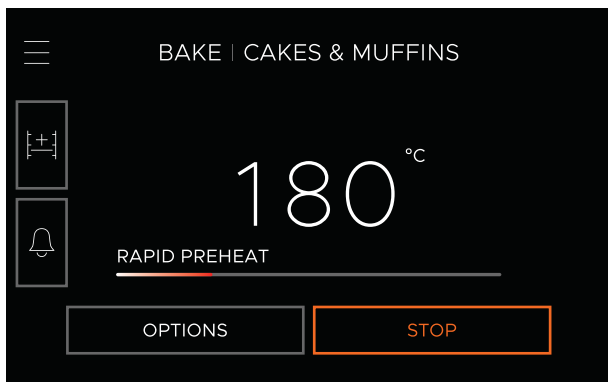 BAKE | CAKES & MUFFINS
180 °C
RAPID PREHEAT
OPTIONS
STOP